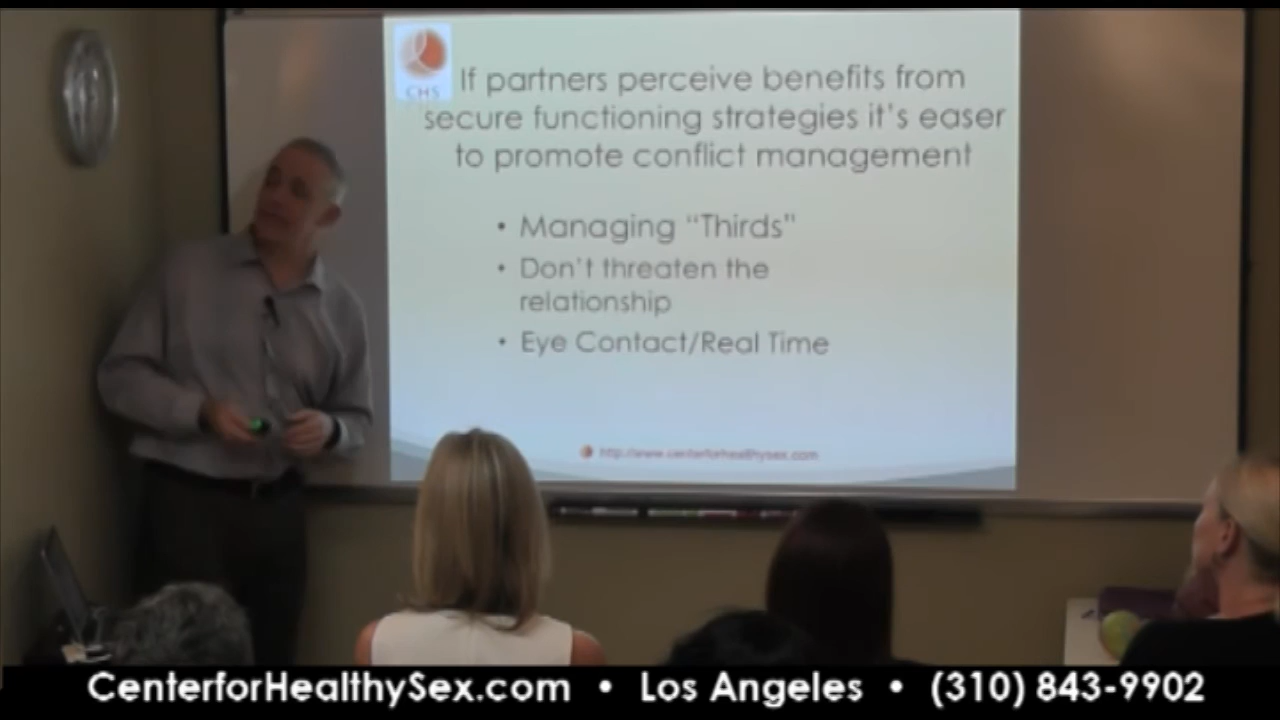 CHS
If partners perceive benefits from
secure functioning strategies it's easer
to promote conflict management
• Managing "Thirds"
• Don't threaten the
relationship
• Eye Contact/Real Time
http://www.centerforhealthysex.com
CenterforHealthySex.com • Los Angeles • (310) 843-9902